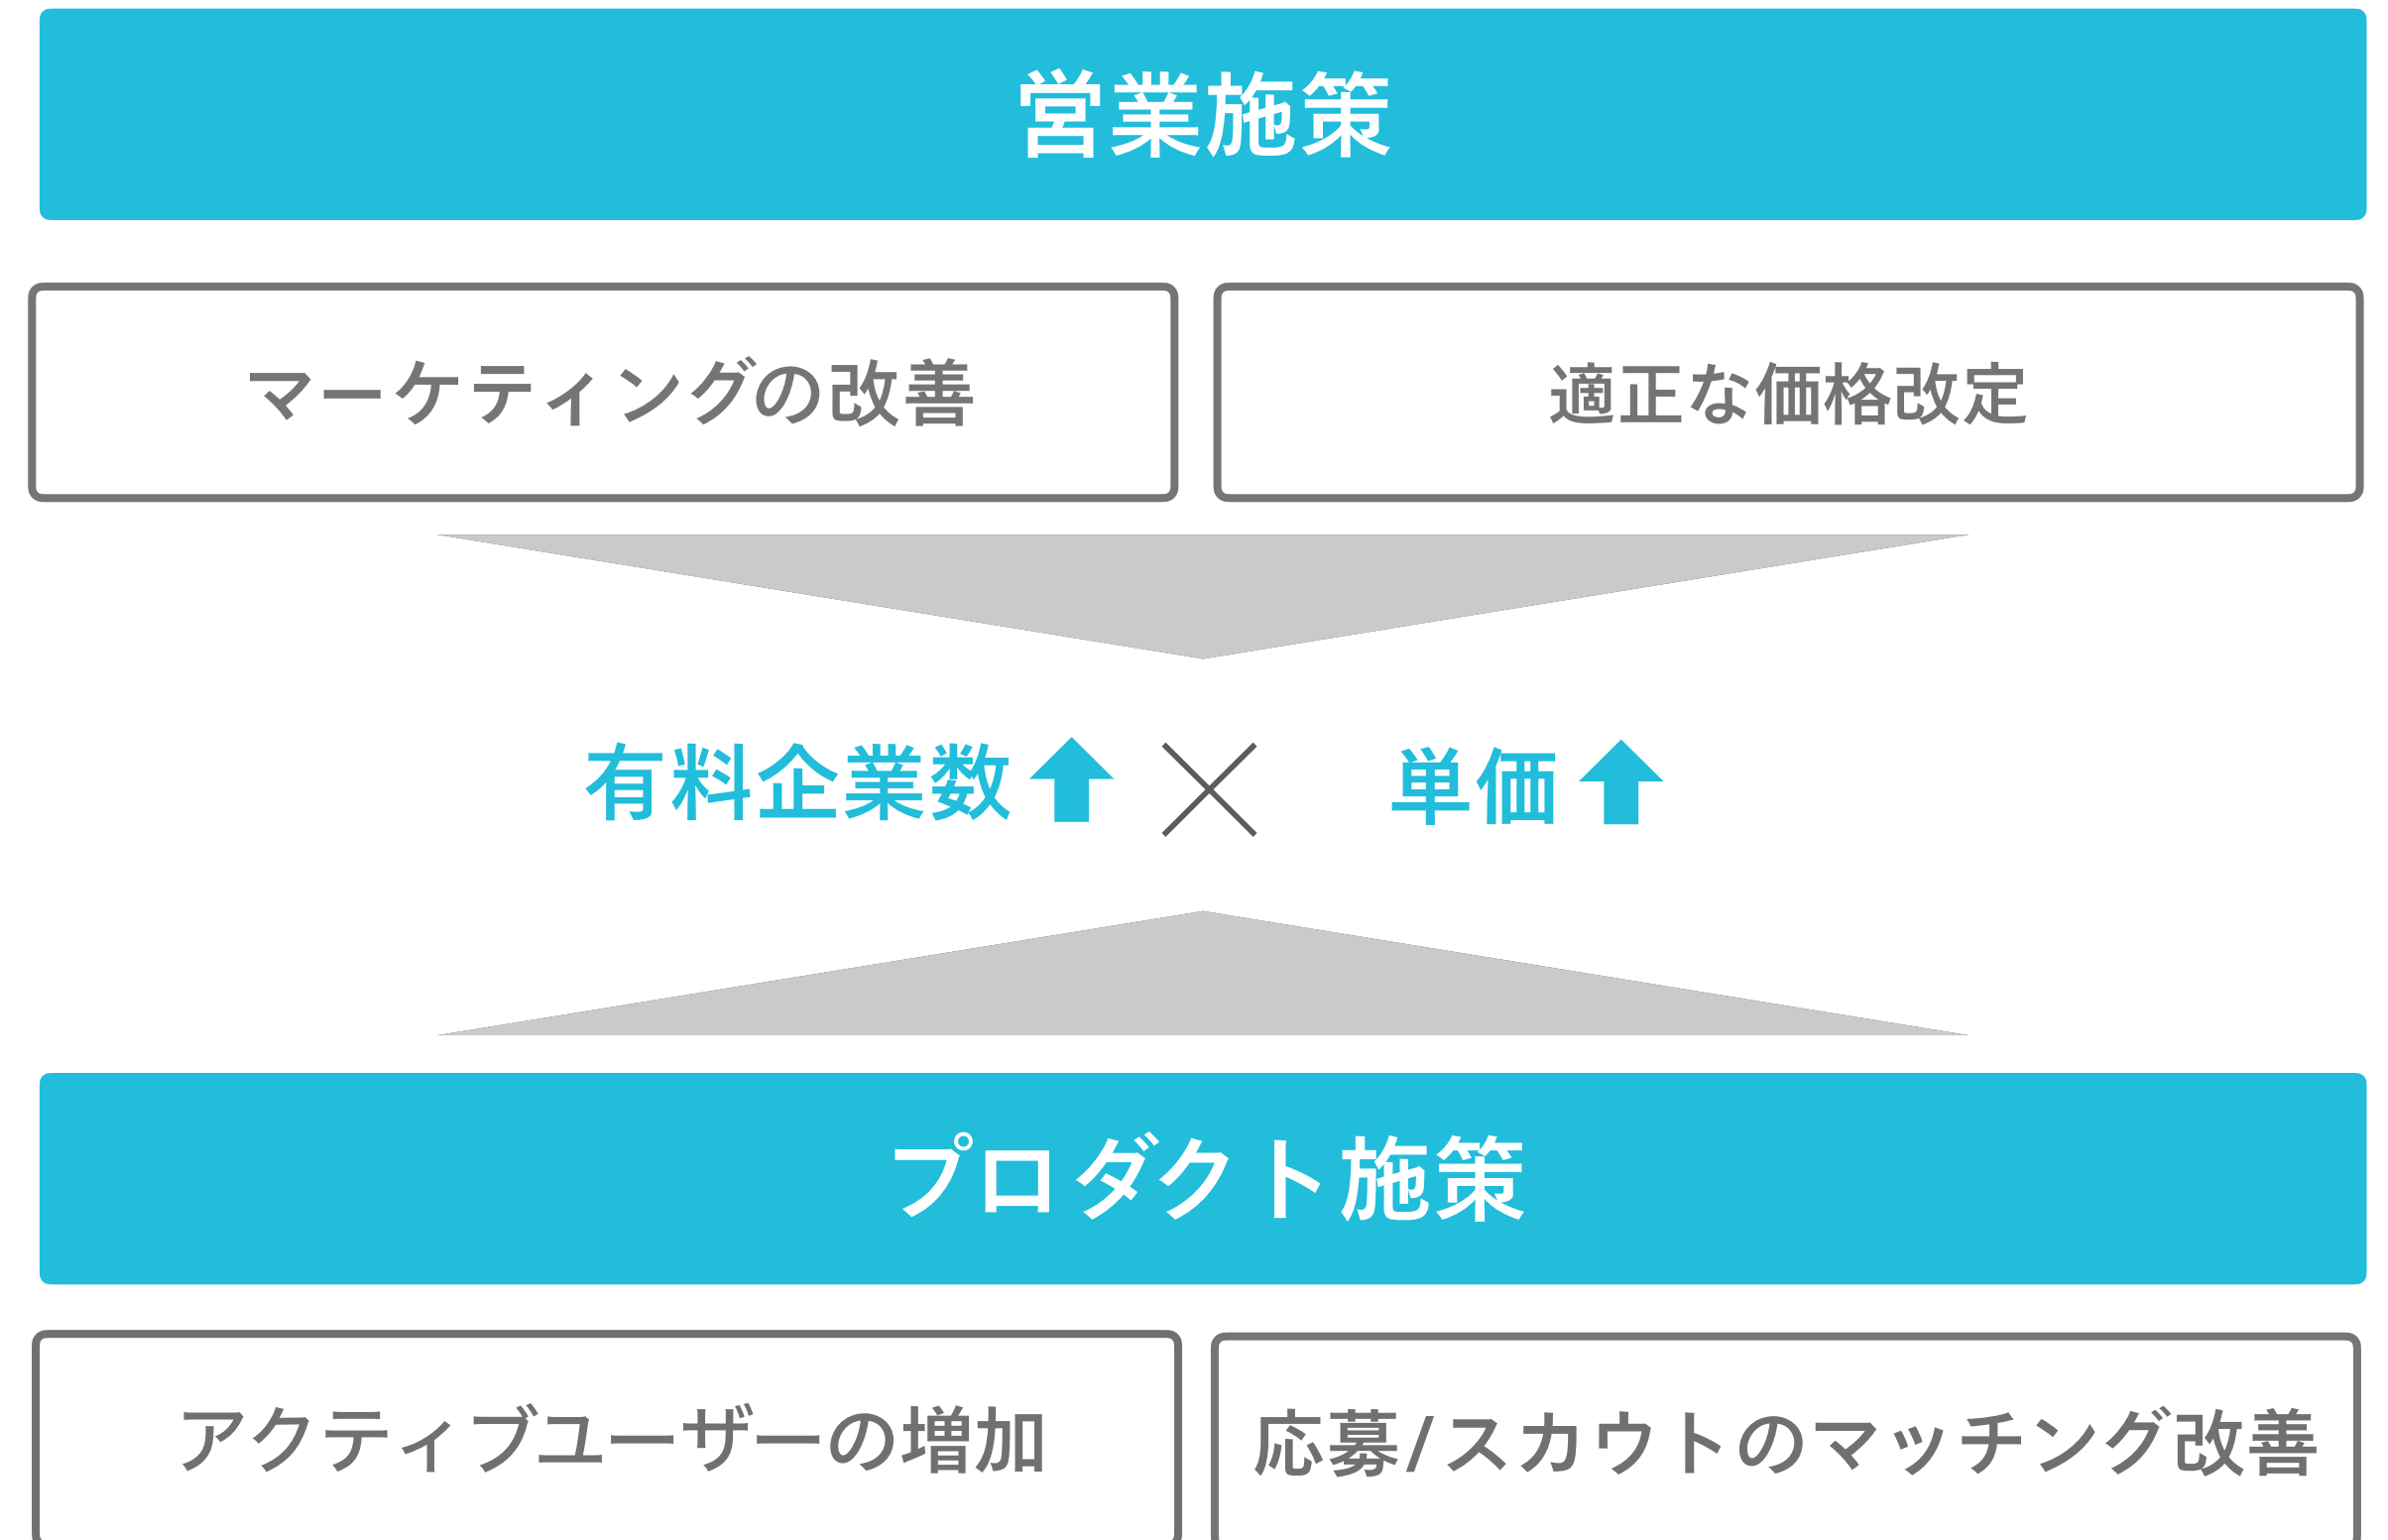 営業施策
マーケティングの改善
適正な価格改定
有料企業数
×
単価
プロダクト施策
アクティブユーザーの増加
応募/スカウトのマッチング改善